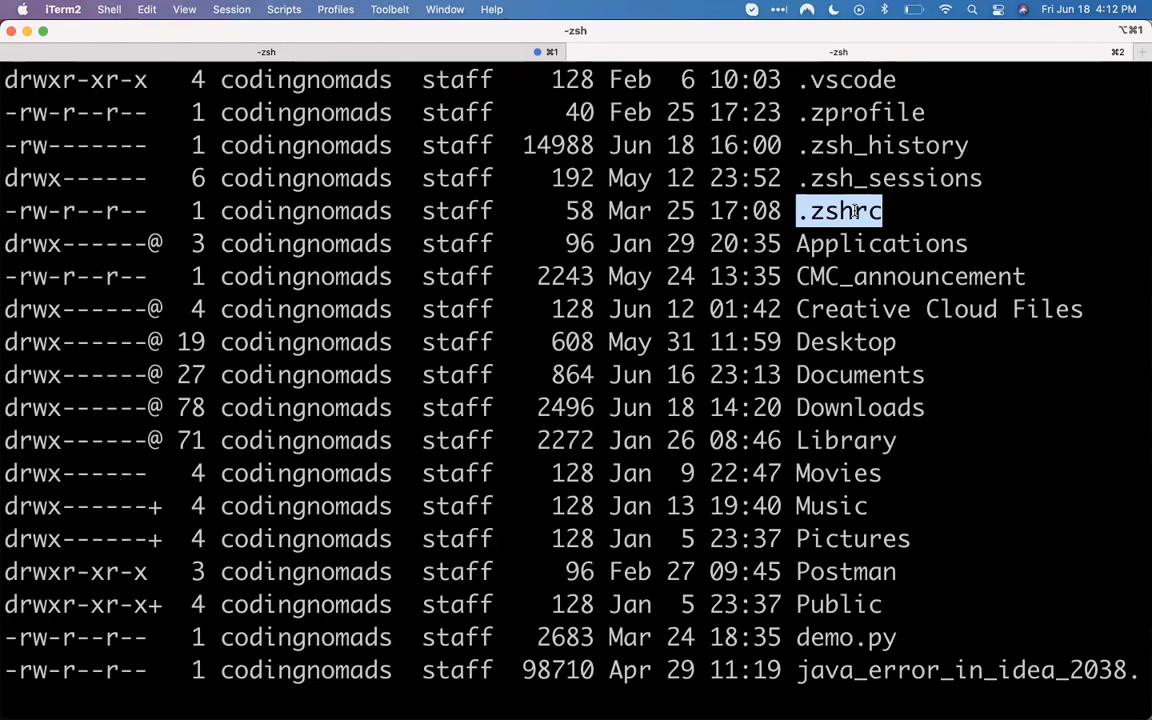 iTerm2 Shell Edit View Session Scripts Profiles Toolbelt Window Help Fri Jun 18 4:12 PM
-zsh ⌥⌘1
-zsh ⌘1 -zsh ⌘2 +
drwxr-xr-x 4 codingnomads staff 128 Feb 6 10:03 .vscode
-rw-r--r-- 1 codingnomads staff 40 Feb 25 17:23 .zprofile
-rw------- 1 codingnomads staff 14988 Jun 18 16:00 .zsh_history
drwx------ 6 codingnomads staff 192 May 12 23:52 .zsh_sessions
-rw-r--r-- 1 codingnomads staff 58 Mar 25 17:08 .zshrc
drwx------@ 3 codingnomads staff 96 Jan 29 20:35 Applications
-rw-r--r-- 1 codingnomads staff 2243 May 24 13:35 CMC_announcement
drwx------@ 4 codingnomads staff 128 Jun 12 01:42 Creative Cloud Files
drwx------@ 19 codingnomads staff 608 May 31 11:59 Desktop
drwx------@ 27 codingnomads staff 864 Jun 16 23:13 Documents
drwx------@ 78 codingnomads staff 2496 Jun 18 14:20 Downloads
drwx------@ 71 codingnomads staff 2272 Jan 26 08:46 Library
drwx------ 4 codingnomads staff 128 Jan 9 22:47 Movies
drwx------+ 4 codingnomads staff 128 Jan 13 19:40 Music
drwx------+ 4 codingnomads staff 128 Jan 5 23:37 Pictures
drwxr-xr-x 3 codingnomads staff 96 Feb 27 09:45 Postman
drwxr-xr-x+ 4 codingnomads staff 128 Jan 5 23:37 Public
-rw-r--r-- 1 codingnomads staff 2683 Mar 24 18:35 demo.py
-rw-r--r-- 1 codingnomads staff 98710 Apr 29 11:19 java_error_in_idea_2038.